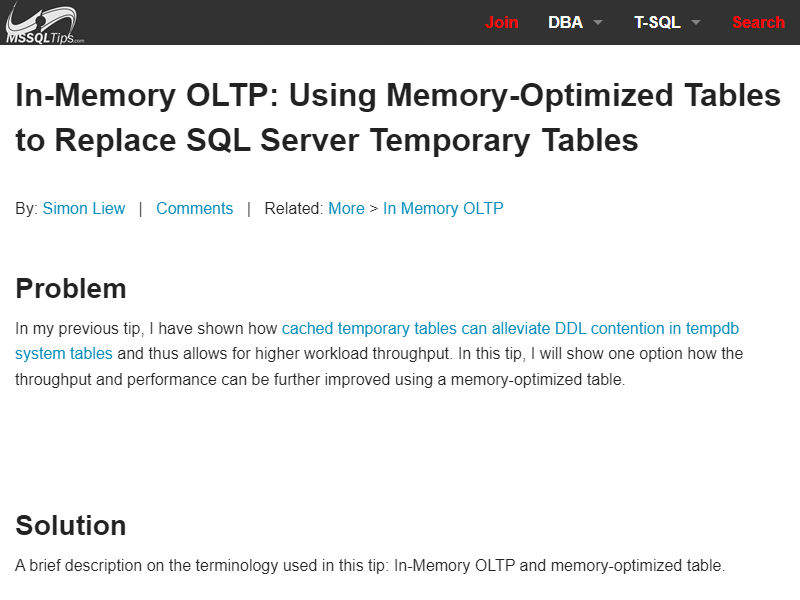 MSSQLTips.com
Join DBA T-SQL Search
In-Memory OLTP: Using Memory-Optimized Tables
to Replace SQL Server Temporary Tables
By: Simon Liew | Comments | Related: More > In Memory OLTP
Problem
In my previous tip, I have shown how cached temporary tables can alleviate DDL contention in tempdb
system tables and thus allows for higher workload throughput. In this tip, I will show one option how the
throughput and performance can be further improved using a memory-optimized table.
Solution
A brief description on the terminology used in this tip: In-Memory OLTP and memory-optimized table.